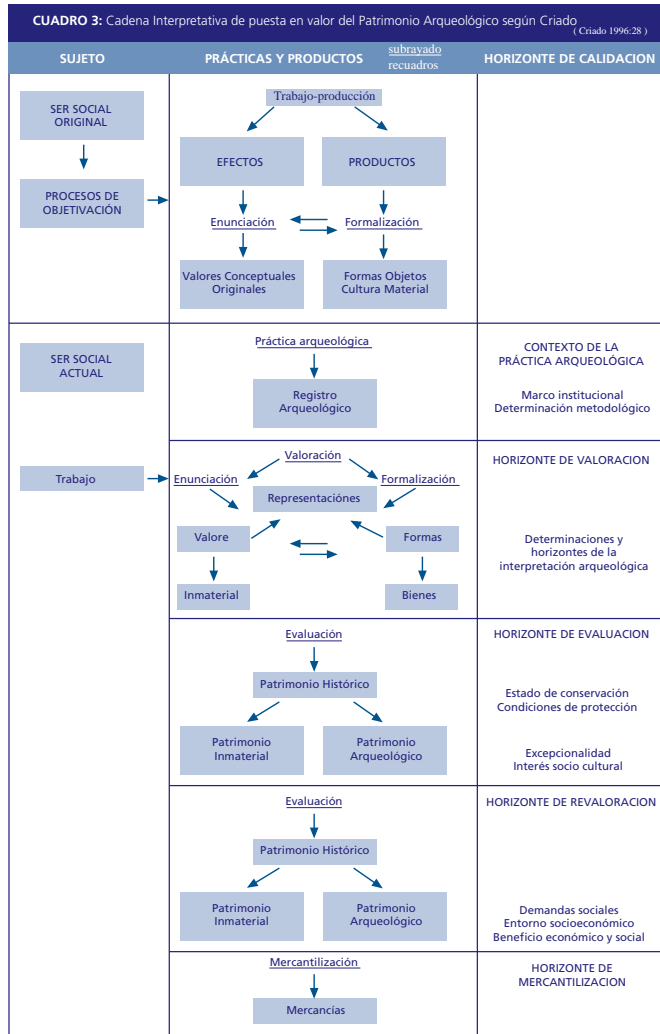 CUADRO 3: Cadena Interpretativa de puesta en valor del Patrimonio Arqueológico según Criado
( Criado 1996:28 )
SUJETO
PRÁCTICAS Y PRODUCTOS
subrayado
recuadros
HORIZONTE DE CALIDACION
SER SOCIAL
ORIGINAL
PROCESOS DE
OBJETIVACIÓN
Trabajo-producción
EFECTOS
PRODUCTOS
Enunciación
Formalización
Valores Conceptuales
Originales
Formas Objetos
Cultura Material
SER SOCIAL
ACTUAL
Práctica arqueológica
Registro
Arqueológico
CONTEXTO DE LA
PRÁCTICA ARQUEOLÓGICA
Marco institucional
Determinación metodológico
Trabajo
Valoración
Enunciación
Formalización
Representaciónes
Valore
Formas
Inmaterial
Bienes
HORIZONTE DE VALORACION
Determinaciones y
horizontes de la
interpretación arqueológica
Evaluación
Patrimonio Histórico
Patrimonio
Inmaterial
Patrimonio
Arqueológico
HORIZONTE DE EVALUACION
Estado de conservación
Condiciones de protección
Excepcionalidad
Interés socio cultural
Evaluación
Patrimonio Histórico
Patrimonio
Inmaterial
Patrimonio
Arqueológico
HORIZONTE DE REVALORACION
Demandas sociales
Entorno socioeconómico
Beneficio económico y social
Mercantilización
Mercancías
HORIZONTE DE
MERCANTILIZACION